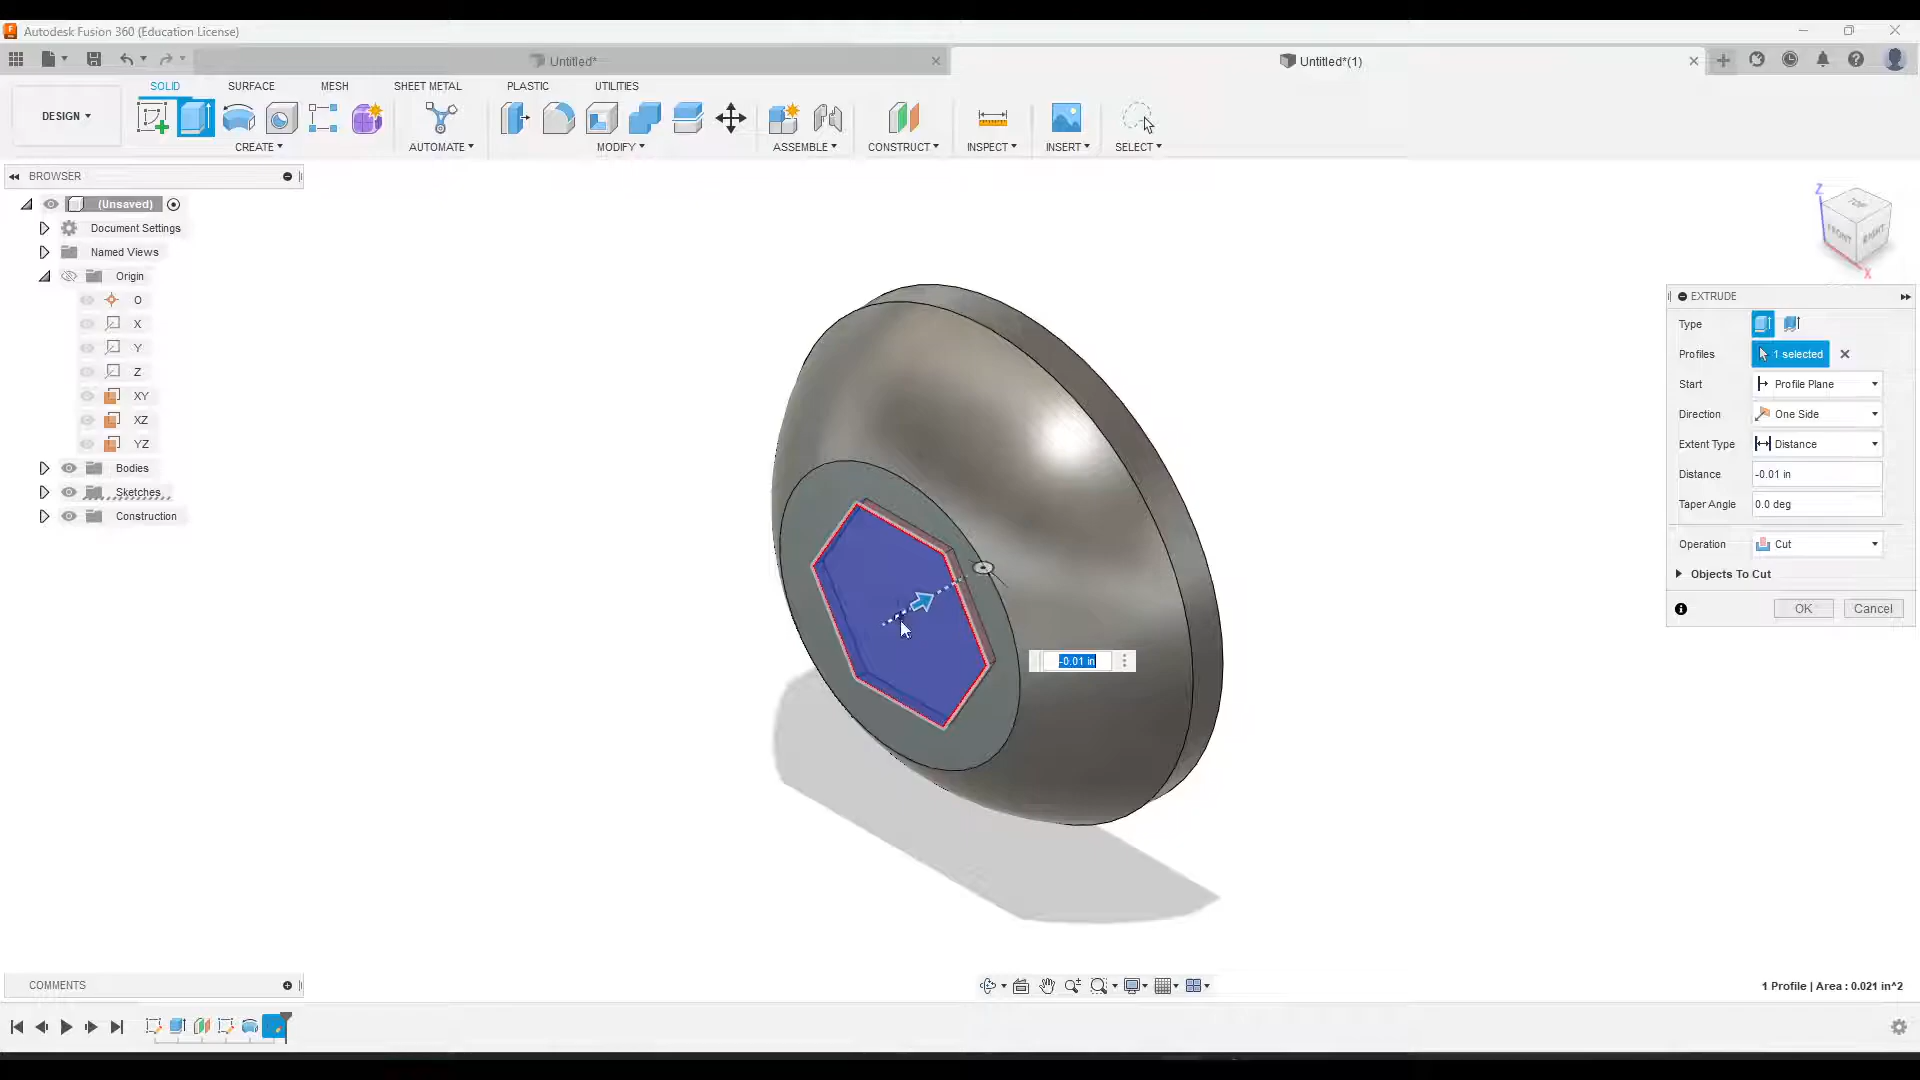 Autodesk Fusion 360 (Education License)
Untitled*
Untitled*(1)
SOLID
SURFACE
MESH
SHEET METAL
PLASTIC
UTILITIES
DESIGN
CREATE
AUTOMATE
MODIFY
ASSEMBLE
CONSTRUCT
INSPECT
INSERT
SELECT
BROWSER
(Unsaved)
Document Settings
Named Views
Origin
O
X
Y
Z
XY
XZ
YZ
Bodies
Sketches
Construction
Z
TOP
FRONT
RIGHT
X
EXTRUDE
Type
Profiles
1 selected
Start
Profile Plane
Direction
One Side
Extent Type
Distance
Distance
-0.01 in
Taper Angle
0.0 deg
Operation
Cut
Objects To Cut
OK
Cancel
-0.01 in
COMMENTS
1 Profile | Area : 0.021 in^2